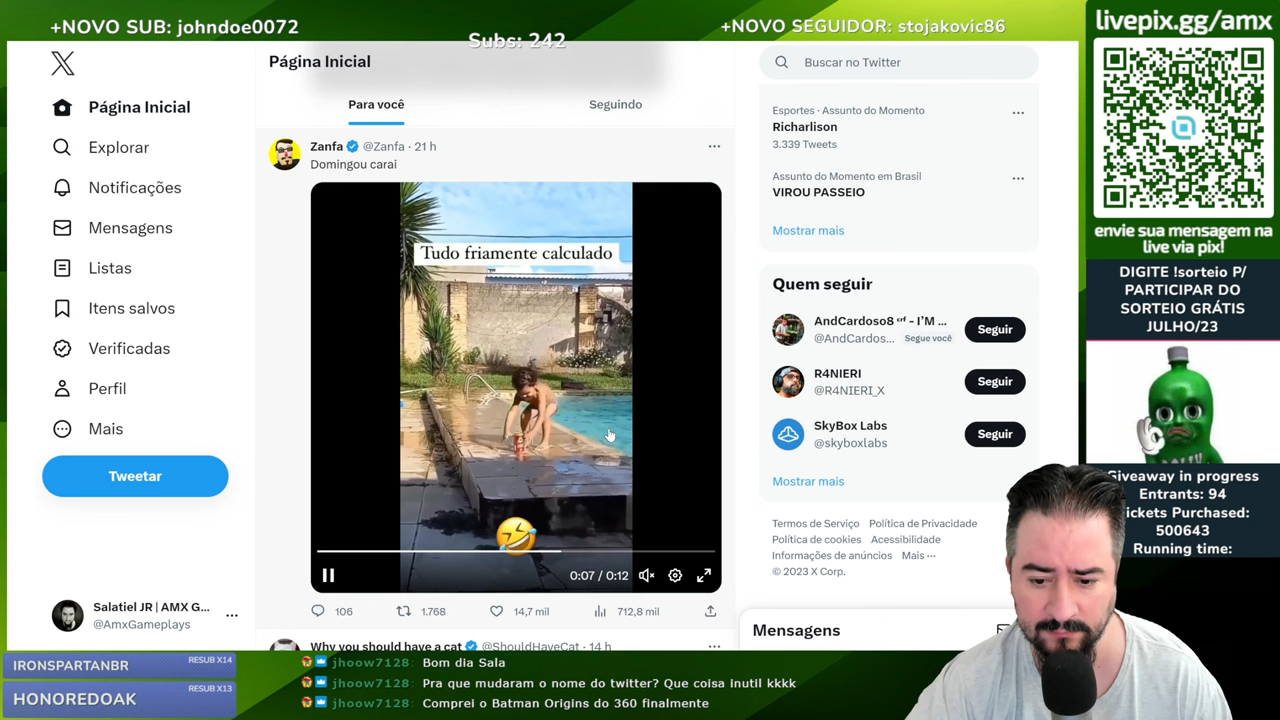 +NOVO SUB: johndoe0072
Subs: 242
+NOVO SEGUIDOR: stojakovic86
livepix.gg/amx
envie sua mensagem na
live via pix!
DIGITE !sorteio P/
PARTICIPAR DO
SORTEIO GRÁTIS
JULHO/23
Giveaway in progress
Entrants: 94
Tickets Purchased:
500643
Running time:
Página Inicial
Explorar
Notificações
Mensagens
Listas
Itens salvos
Verificadas
Perfil
Mais
Tweetar
Salatiel JR | AMX G...
@AmxGameplays
Página Inicial
Para você
Seguindo
Zanfa @Zanfa · 21 h
Domingou carai
Tudo friamente calculado
0:07 / 0:12
106
1.768
14,7 mil
712,8 mil
Why you should have a cat @ShouldHaveCat · 14 h
Buscar no Twitter
Esportes · Assunto do Momento
Richarlison
3.339 Tweets
Assunto do Momento em Brasil
VIROU PASSEIO
Mostrar mais
Quem seguir
AndCardoso8 - I'M ...
@AndCardos... Segue você
Seguir
R4NIERI
@R4NIERI_X
Seguir
SkyBox Labs
@skyboxlabs
Seguir
Mostrar mais
Termos de Serviço Política de Privacidade
Política de cookies Acessibilidade
Informações de anúncios Mais ···
© 2023 X Corp.
Mensagens
IRONSPARTANBR RESUB X14
HONOREDOAK RESUB X13
jhoow7128: Bom dia Sala
jhoow7128: Pra que mudaram o nome do twitter? Que coisa inutil kkkk
jhoow7128: Comprei o Batman Origins do 360 finalmente